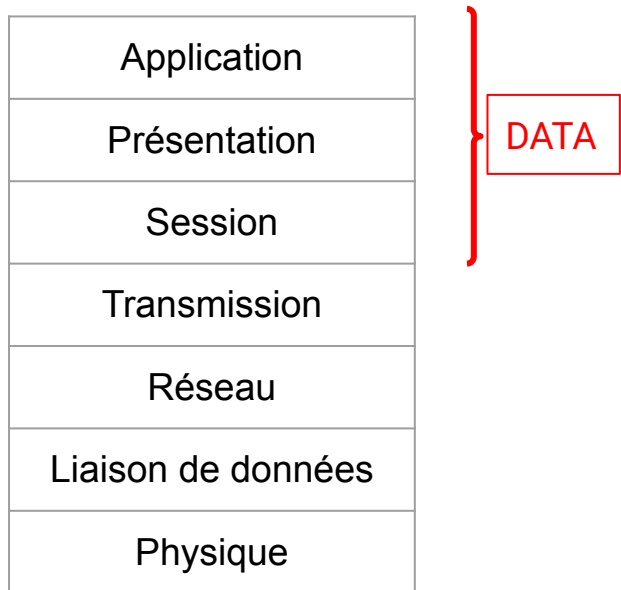 Application
Présentation
DATA
Session
Transmission
Réseau
Liaison de données
Physique